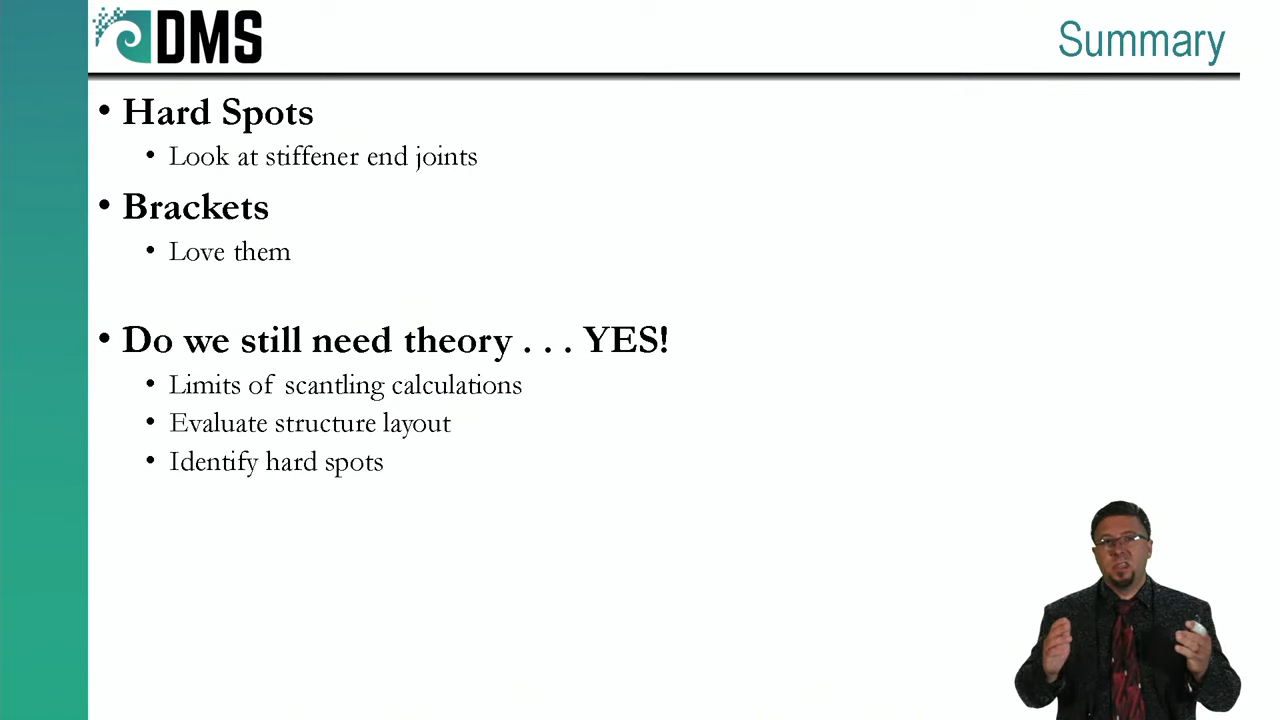 DMS
Summary
• Hard Spots
• Look at stiffener end joints
• Brackets
• Love them
• Do we still need theory . . . YES!
• Limits of scantling calculations
• Evaluate structure layout
• Identify hard spots